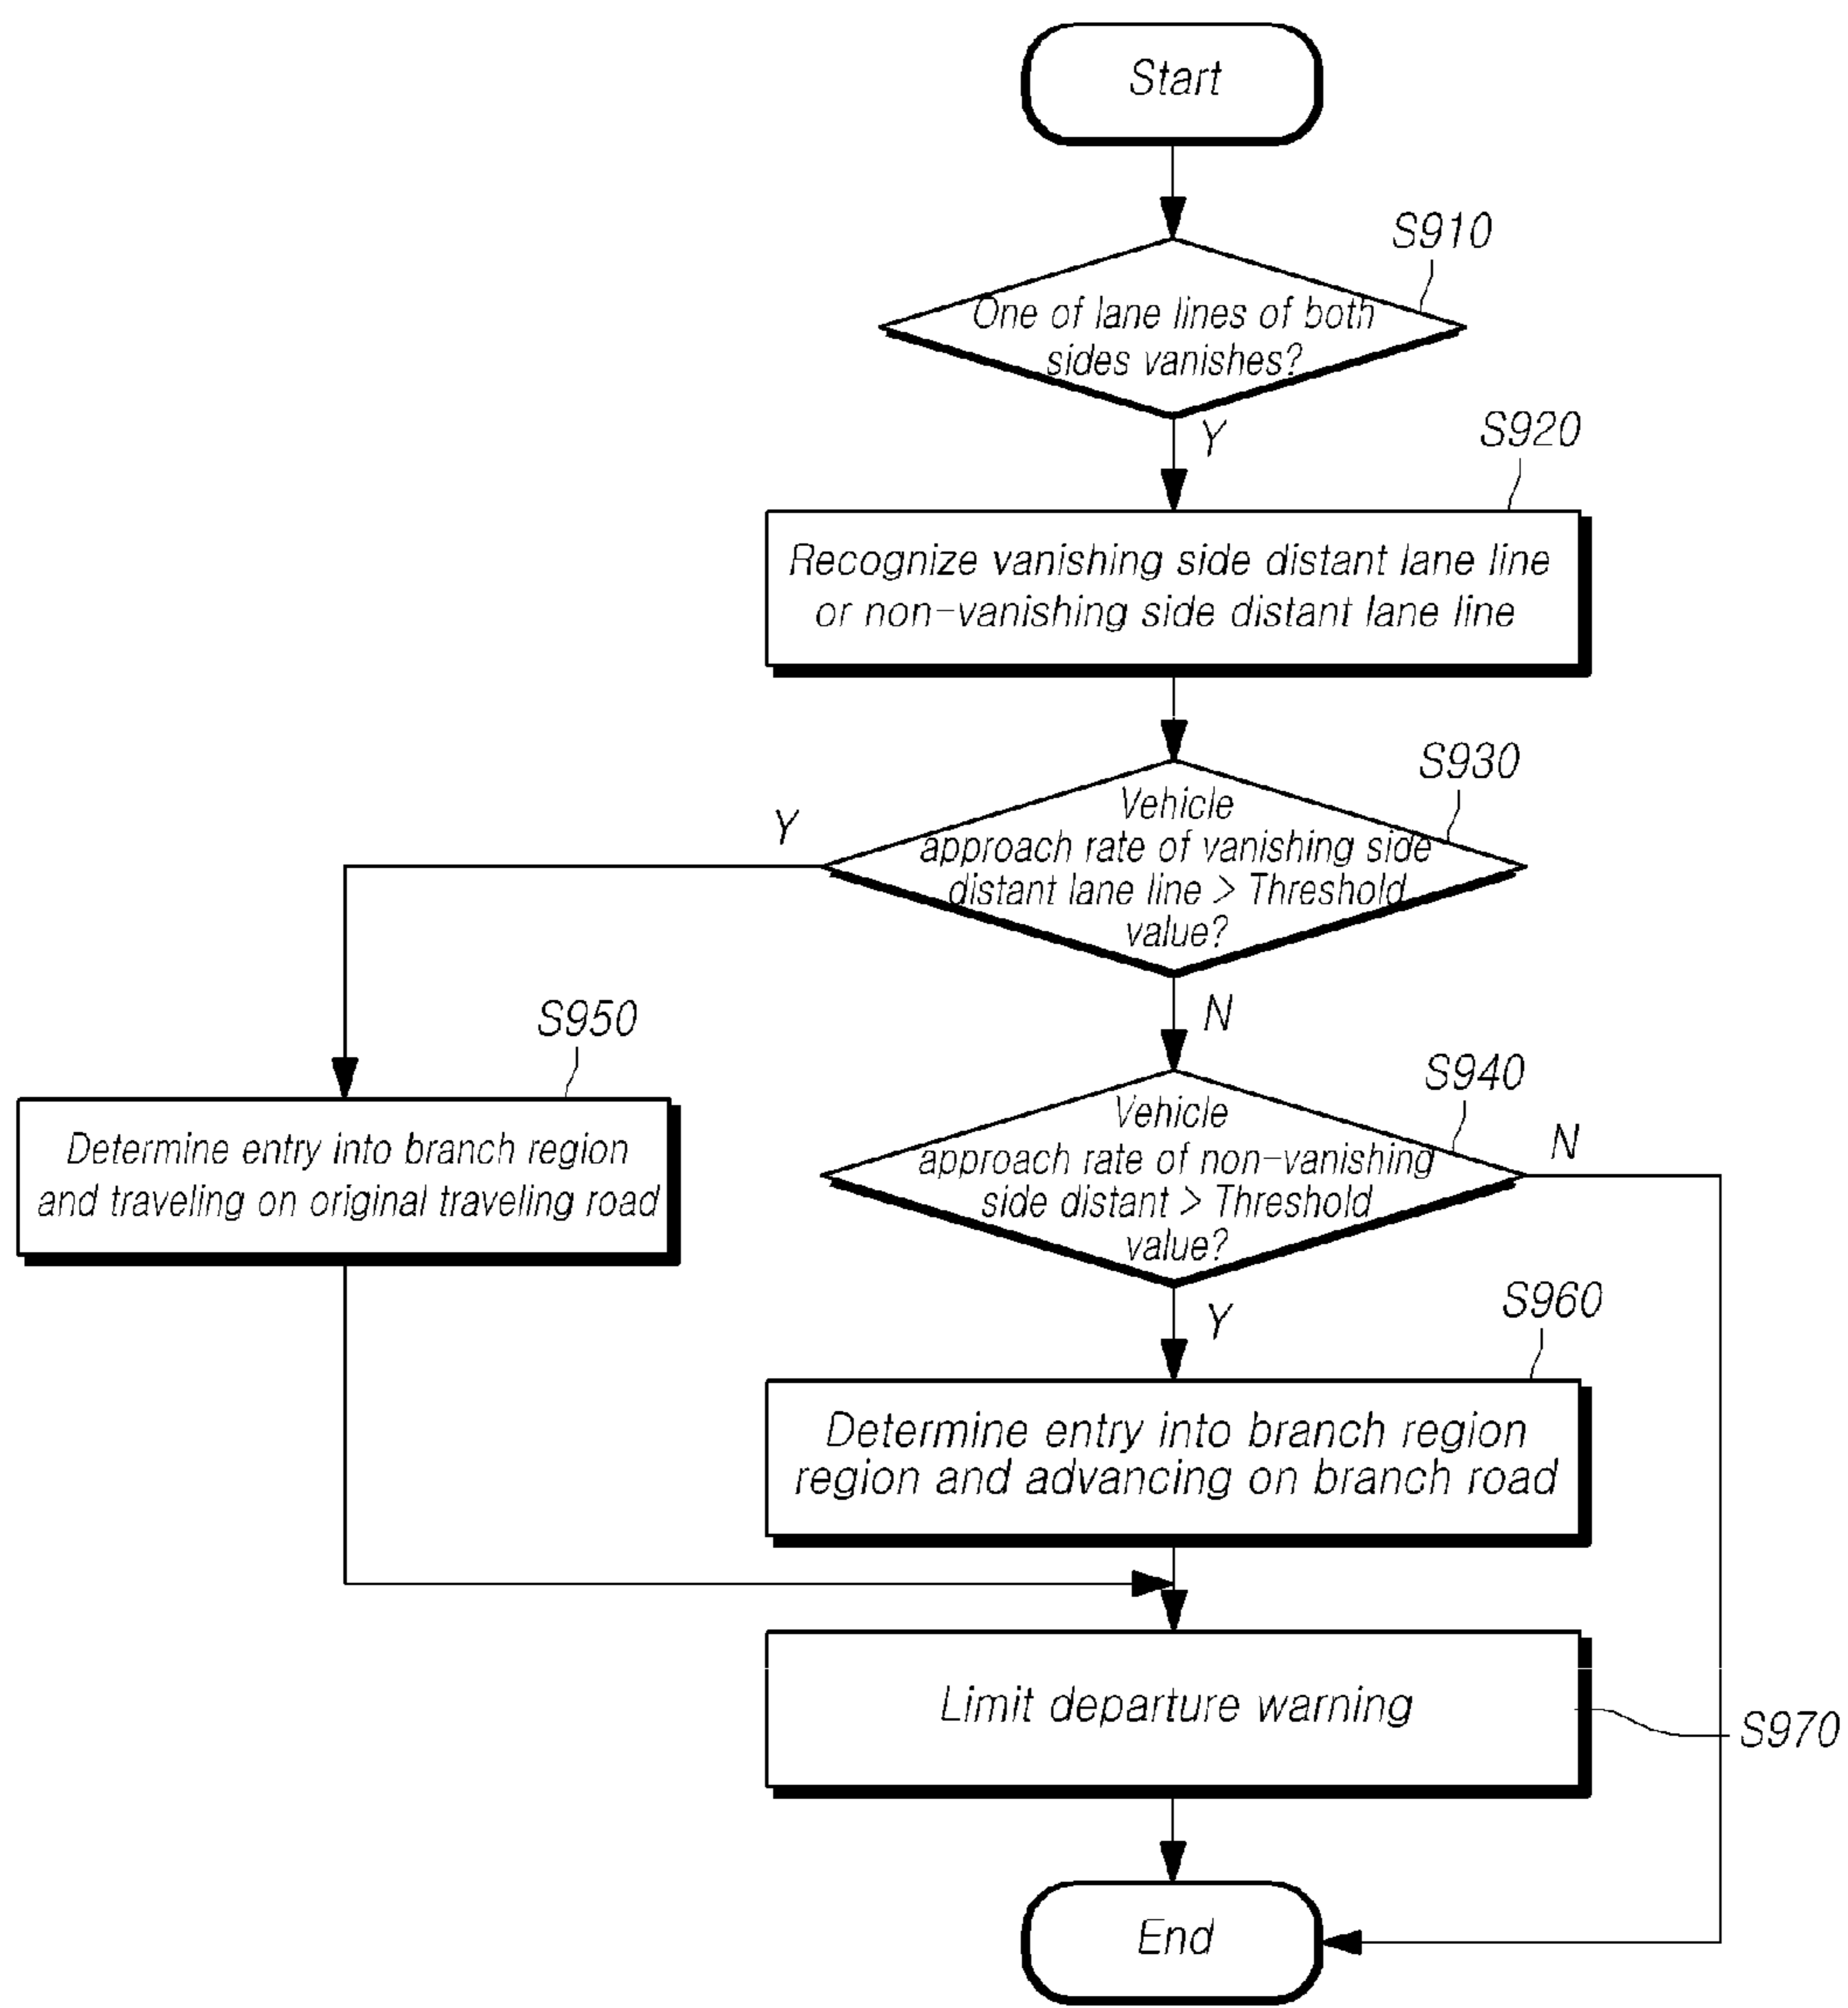 Start
S910
One of lane lines of both
sides vanishes?
Y
S920
Recognize vanishing side distant lane line
or non-vanishing side distant lane line
S930
Vehicle
approach rate of vanishing side
distant lane line > Threshold
value?
Y
N
S950
Determine entry into branch region
and traveling on original traveling road
S940
Vehicle
approach rate of non-vanishing
side distant > Threshold
value?
N
Y
S960
Determine entry into branch region
region and advancing on branch road
Limit departure warning
S970
End